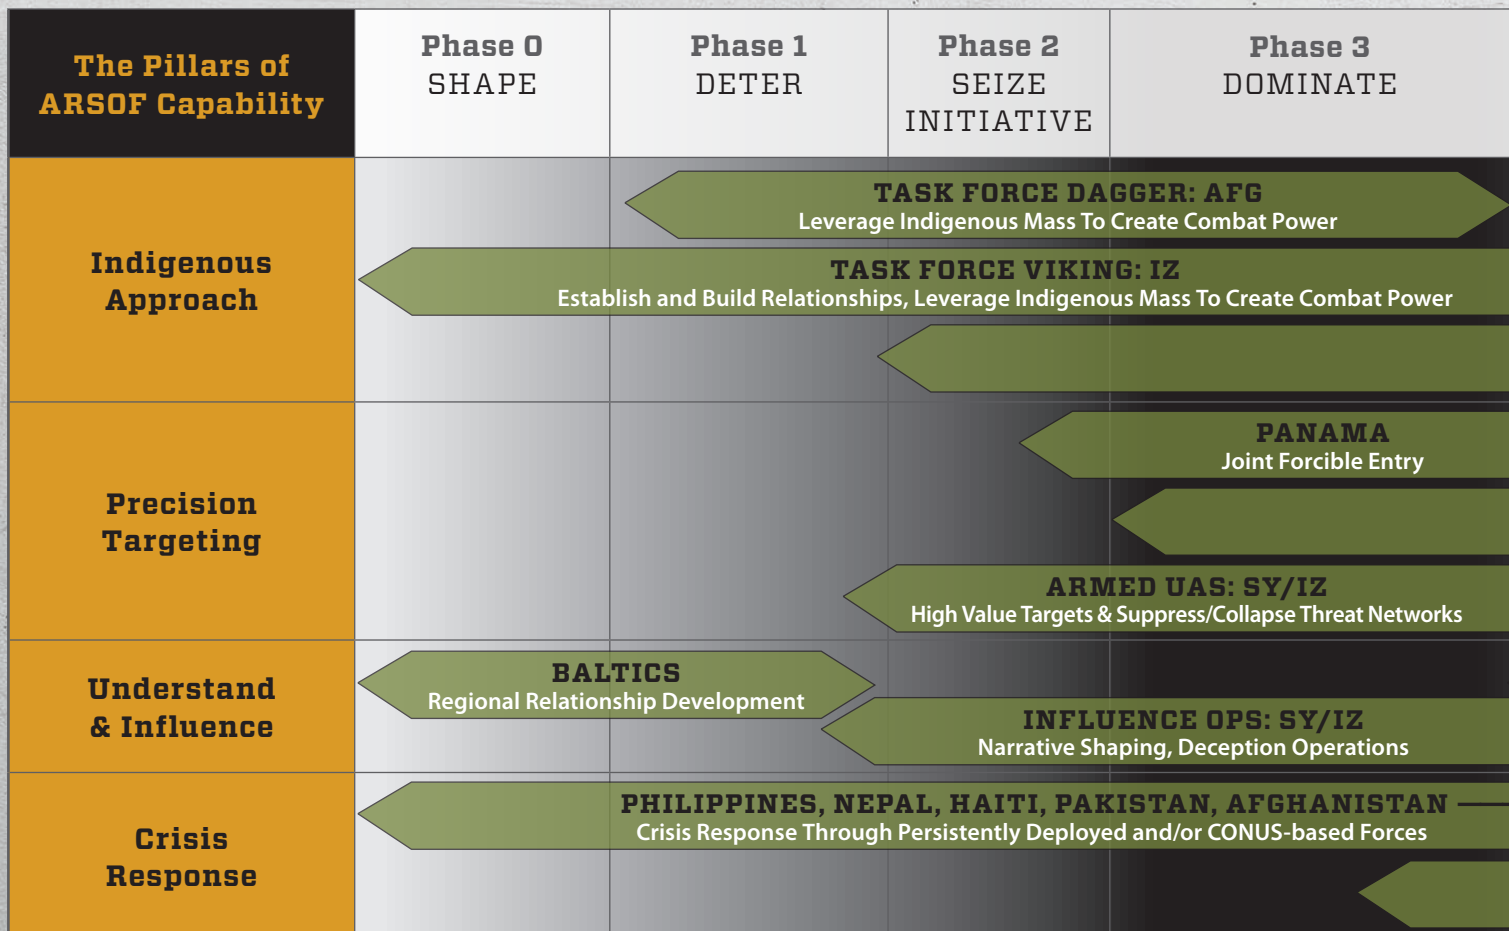 The Pillars of
ARSOF Capability
Phase 0
SHAPE
Phase 1
DETER
Phase 2
SEIZE
INITIATIVE
Phase 3
DOMINATE
Indigenous
Approach
TASK FORCE DAGGER: AFG
Leverage Indigenous Mass To Create Combat Power
TASK FORCE VIKING: IZ
Establish and Build Relationships, Leverage Indigenous Mass To Create Combat Power
Precision
Targeting
PANAMA
Joint Forcible Entry
ARMED UAS: SY/IZ
High Value Targets & Suppress/Collapse Threat Networks
Understand
& Influence
BALTICS
Regional Relationship Development
INFLUENCE OPS: SY/IZ
Narrative Shaping, Deception Operations
Crisis
Response
PHILIPPINES, NEPAL, HAITI, PAKISTAN, AFGHANISTAN
Crisis Response Through Persistently Deployed and/or CONUS-based Forces